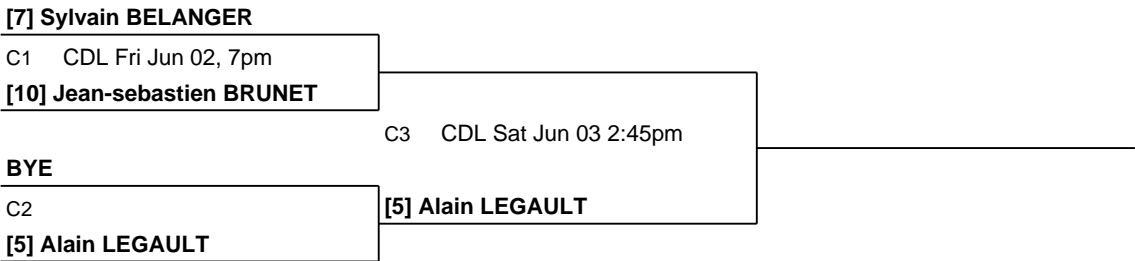 [7] Sylvain BELANGER
C1 CDL Fri Jun 02, 7pm
[10] Jean-sebastien BRUNET
C3 CDL Sat Jun 03 2:45pm
BYE
C2
[5] Alain LEGAULT
[5] Alain LEGAULT